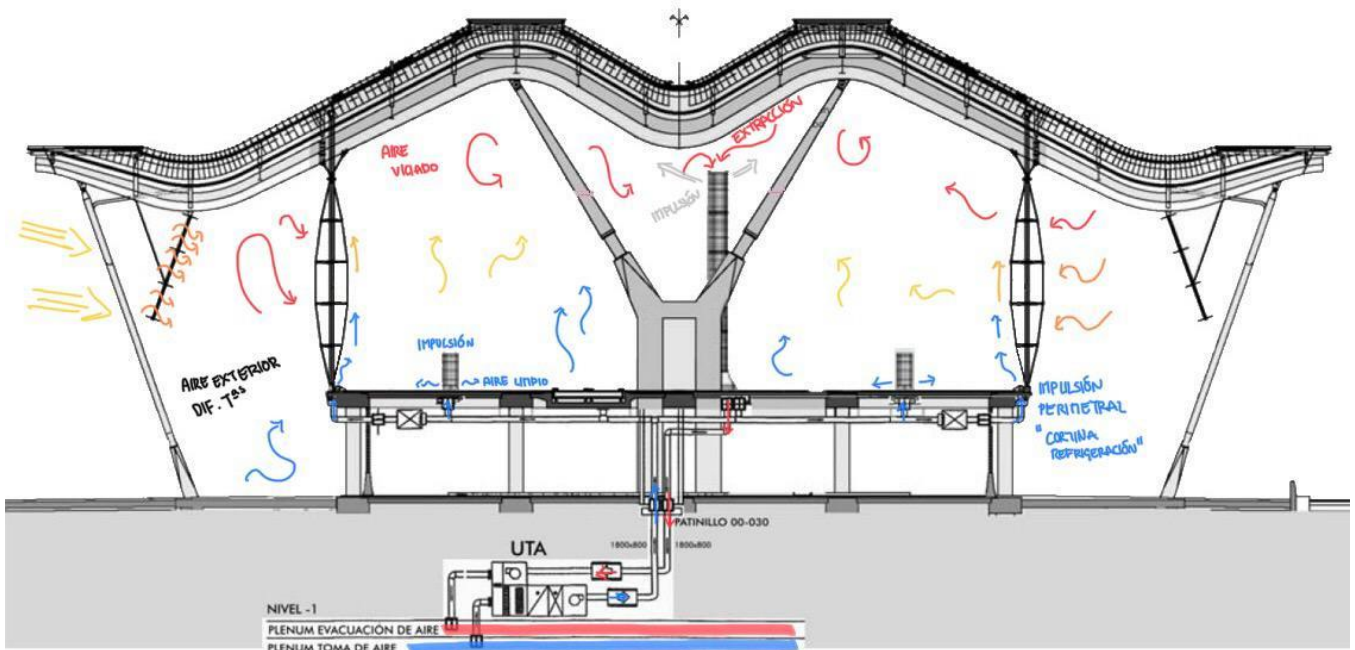 EXTRACCIÓN
AIRE
VICIADO
IMPULSIÓN
IMPULSIÓN
AIRE LIMPIO
AIRE EXTERIOR
DIF. Tªs
IMPULSIÓN
PERIMETRAL
"CORTINA
REFRIGERACIÓN"
PATINILLO 00-030
1800x800
1800x800
UTA
NIVEL -1
PLENUM EVACUACIÓN DE AIRE
PLENUM TOMA DE AIRE